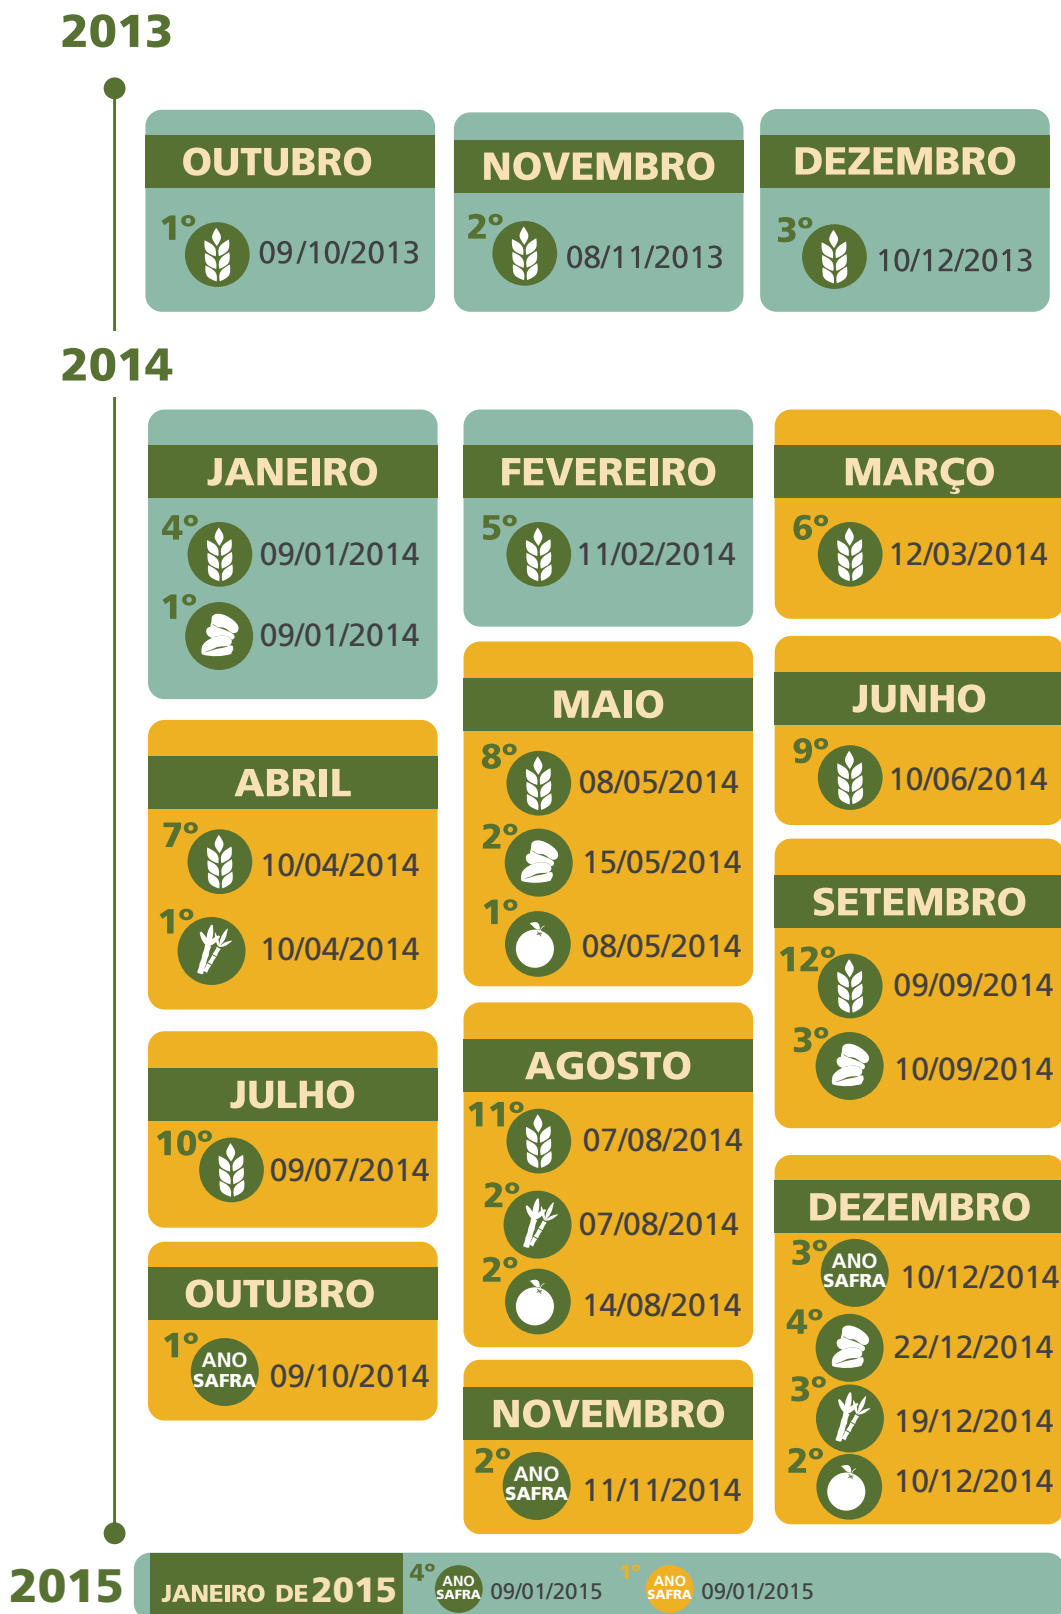 2013
OUTUBRO
1º 09/10/2013
NOVEMBRO
2º 08/11/2013
DEZEMBRO
3º 10/12/2013
2014
JANEIRO
4º 09/01/2014
1º 09/01/2014
FEVEREIRO
5º 11/02/2014
MARÇO
6º 12/03/2014
ABRIL
7º 10/04/2014
1º 10/04/2014
MAIO
8º 08/05/2014
2º 15/05/2014
1º 08/05/2014
JUNHO
9º 10/06/2014
JULHO
10º 09/07/2014
AGOSTO
11º 07/08/2014
2º 07/08/2014
2º 14/08/2014
SETEMBRO
12º 09/09/2014
3º 10/09/2014
OUTUBRO
1º ANO SAFRA 09/10/2014
NOVEMBRO
2º ANO SAFRA 11/11/2014
DEZEMBRO
3º ANO SAFRA 10/12/2014
4º 22/12/2014
3º 19/12/2014
2º 10/12/2014
2015
JANEIRO DE 2015 4º ANO SAFRA 09/01/2015 1º ANO SAFRA 09/01/2015